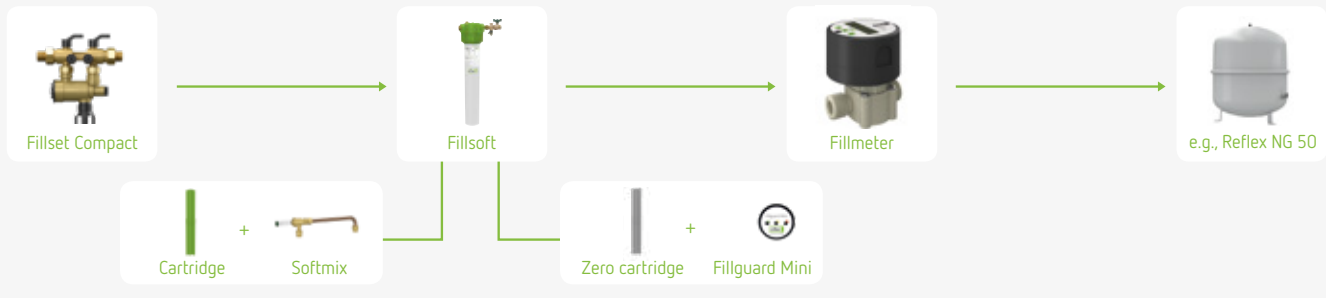 Fillset Compact
Fillsoft
Fillmeter
e.g., Reflex NG 50
+
+
Cartridge
Softmix
Zero cartridge
Fillguard Mini